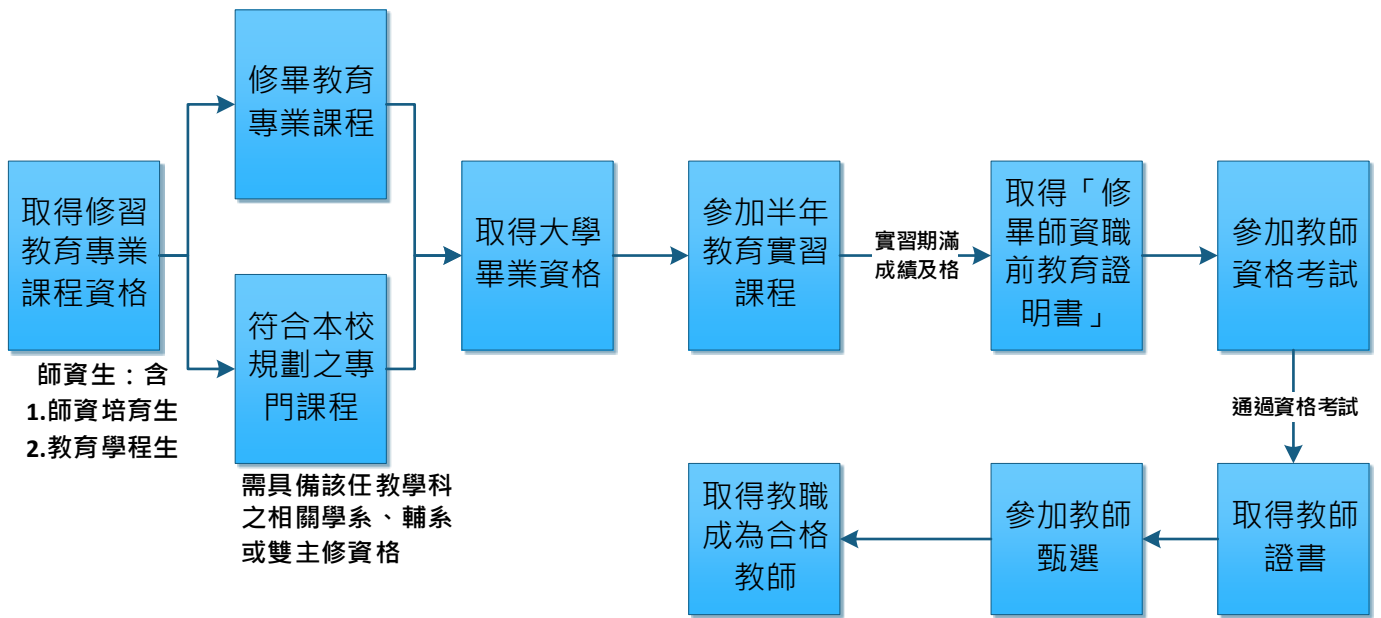 取得修習
教育專業
課程資格
師資生：含
1.師資培育生
2.教育學程生
修畢教育
專業課程
符合本校
規劃之專
門課程
需具備該任教學科
之相關學系、輔系
或雙主修資格
取得大學
畢業資格
參加半年
教育實習
課程
實習期滿
成績及格
取得「修
畢師資職
前教育證
明書」
參加教師
資格考試
通過資格考試
取得教師
證書
參加教師
甄選
取得教職
成為合格
教師